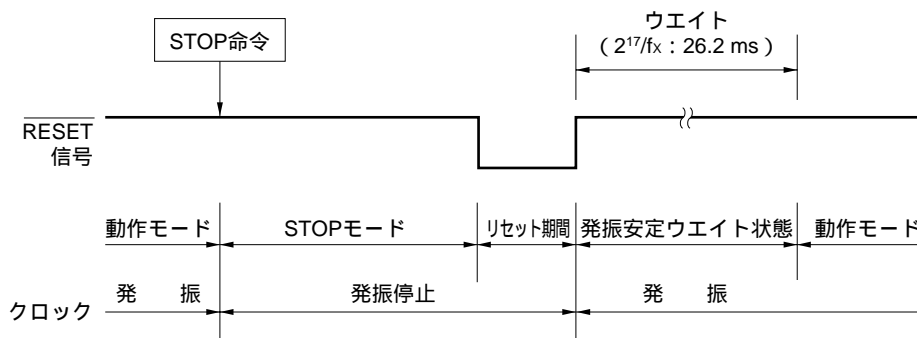 ウエイト
（2¹⁷/fx : 26.2 ms）
STOP命令
RESET
信号
動作モード STOPモード リセット期間 発振安定ウエイト状態 動作モード
クロック 発 振 発振停止 発 振